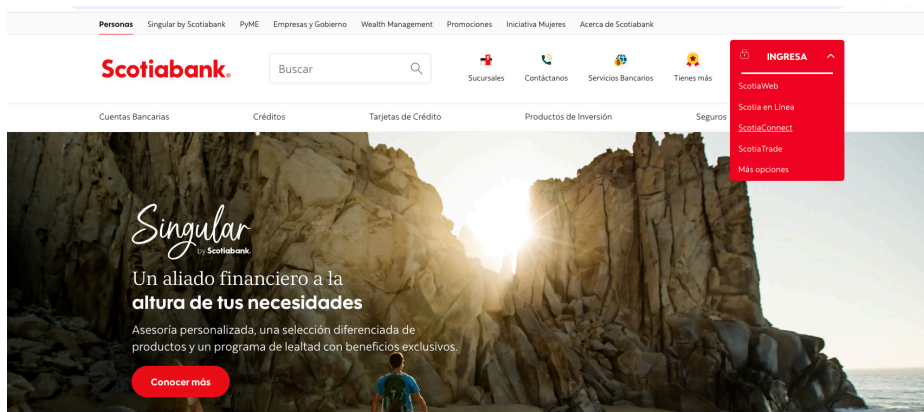 Personas Singular by Scotiabank PyME Empresas y Gobierno Wealth Management Promociones Iniciativa Mujeres Acerca de Scotiabank
Scotiabank®
Buscar
Sucursales Contáctanos Servicios Bancarios Tienes más
INGRESA
ScotiaWeb
Scotia en Línea
ScotiaConnect
ScotiaTrade
Más opciones
Cuentas Bancarias Créditos Tarjetas de Crédito Productos de Inversión Seguros
Singular
by Scotiabank.
Un aliado financiero a la
altura de tus necesidades
Asesoría personalizada, una selección diferenciada de
productos y un programa de lealtad con beneficios exclusivos.
Conocer más